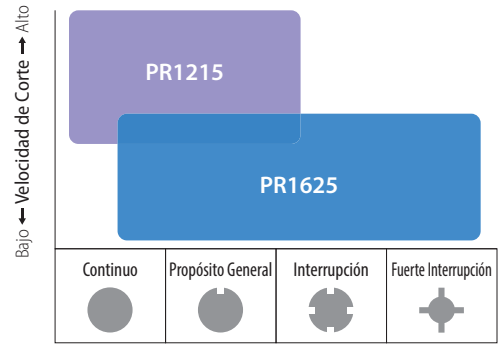 Bajo ← Velocidad de Corte → Alto
PR1215
PR1625
Continuo
Propósito General
Interrupción
Fuerte Interrupción